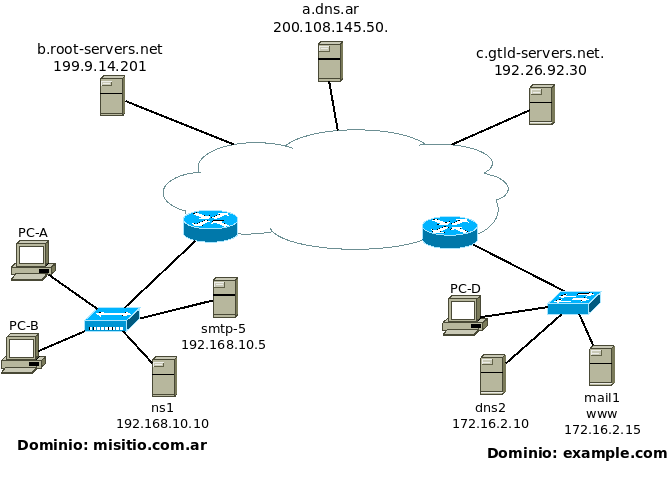 a.dns.ar
200.108.145.50.
b.root-servers.net
199.9.14.201
c.gtld-servers.net.
192.26.92.30
PC-A
PC-B
smtp-5
192.168.10.5
ns1
192.168.10.10
Dominio: misitio.com.ar
PC-D
dns2
172.16.2.10
mail1
www
172.16.2.15
Dominio: example.com